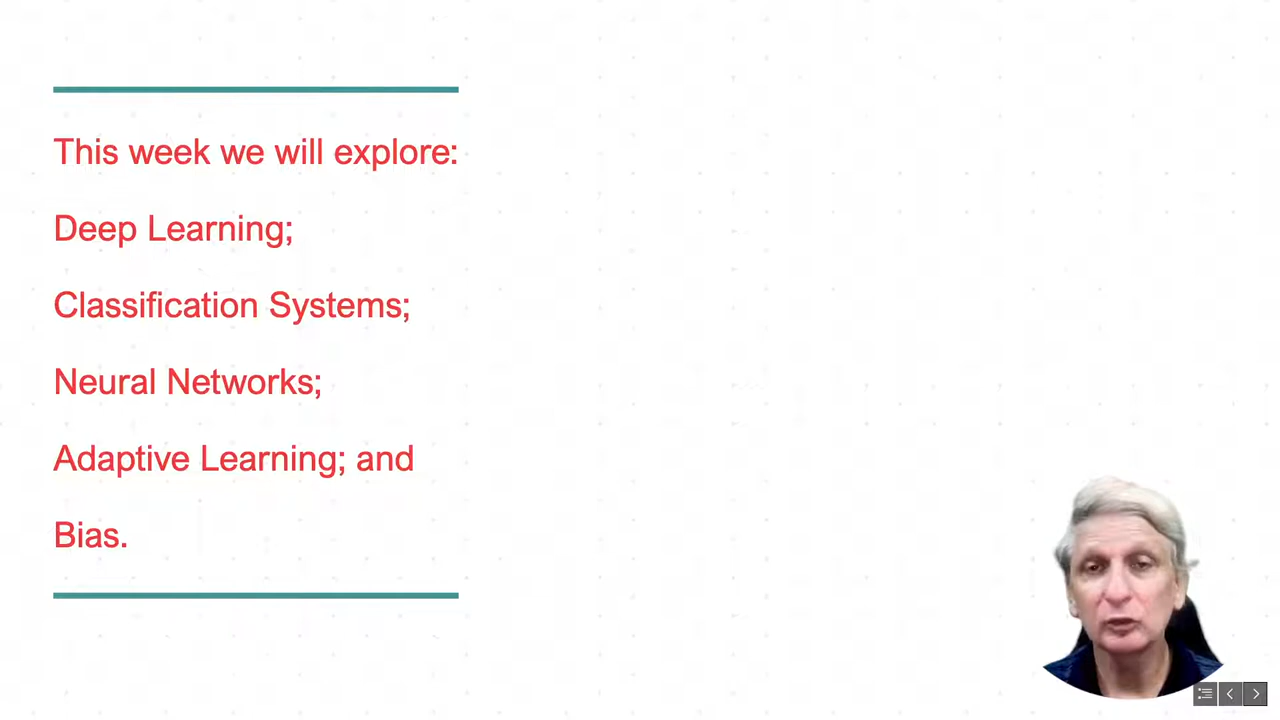 This week we will explore:
Deep Learning;
Classification Systems;
Neural Networks;
Adaptive Learning; and
Bias.